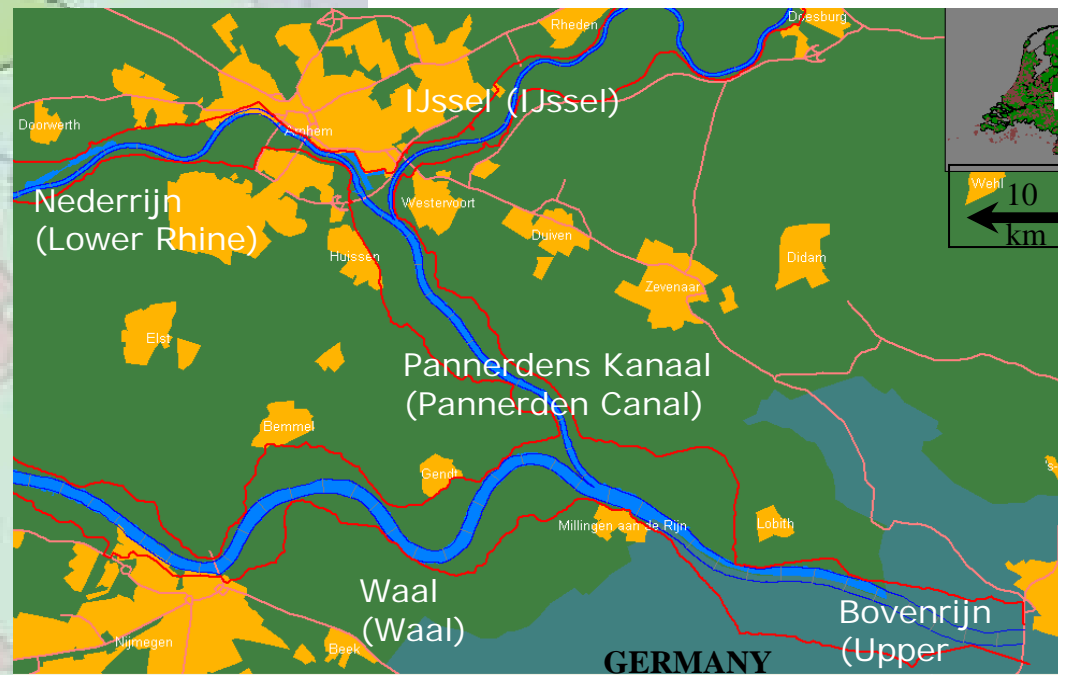 Rheden
Doesburg
IJssel (IJssel)
Doorwerth
Arnhem
Nederrijn
(Lower Rhine)
Westervoort
Wehl
10
km
Duiven
Huissen
Didam
Zevenaar
Elst
Pannerdens Kanaal
(Pannerden Canal)
Bemmel
Gendt
Millingen aan de Rijn
Lobith
Waal
(Waal)
Bovenrijn
(Upper
Nijmegen
Beek
GERMANY